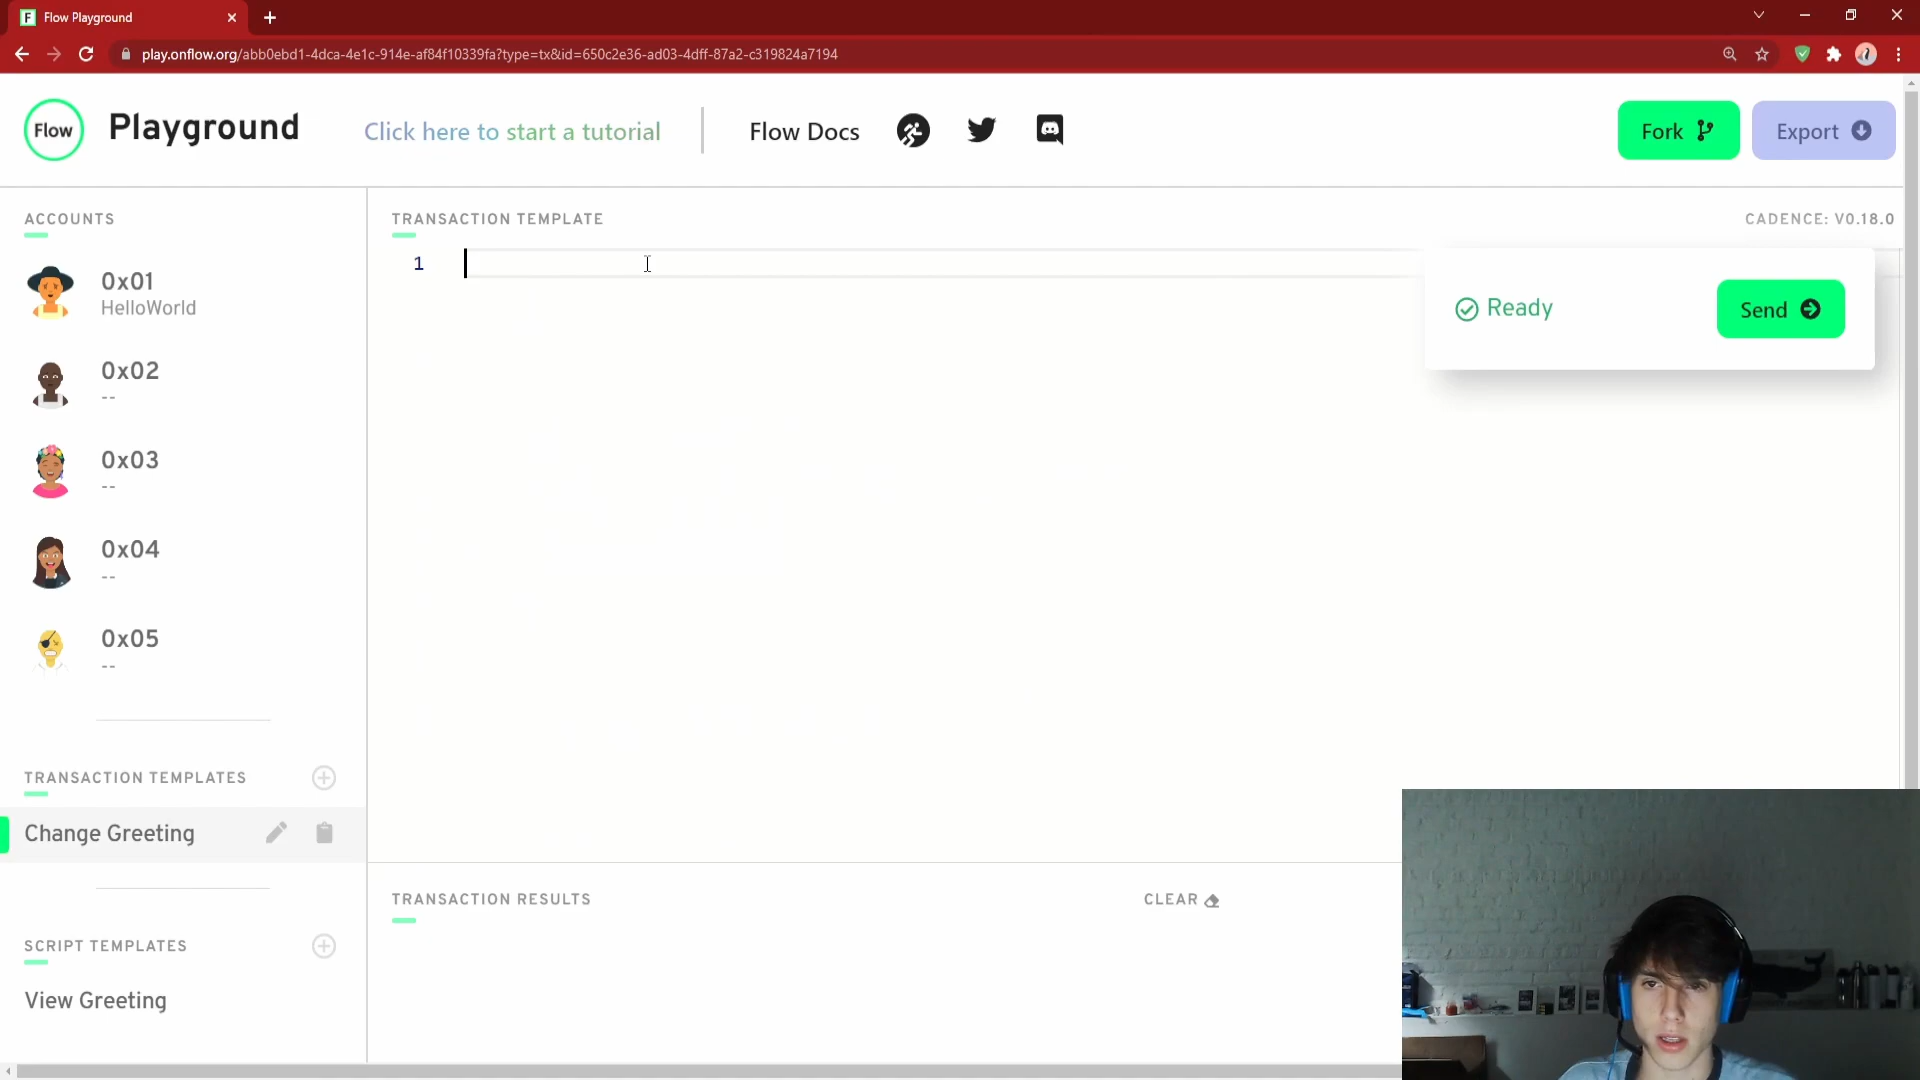 Flow Playground
play.onflow.org/abb0ebd1-4dca-4e1c-914e-af84f10339fa?type=tx&id=650c2e36-ad03-4dff-87a2-c319824a7194
Flow
Playground
Click here to start a tutorial
Flow Docs
Fork
Export
ACCOUNTS
TRANSACTION TEMPLATE
CADENCE: V0.18.0
1
0x01
HelloWorld
Ready
Send
0x02
--
0x03
--
0x04
--
0x05
--
TRANSACTION TEMPLATES
Change Greeting
TRANSACTION RESULTS
CLEAR
SCRIPT TEMPLATES
View Greeting